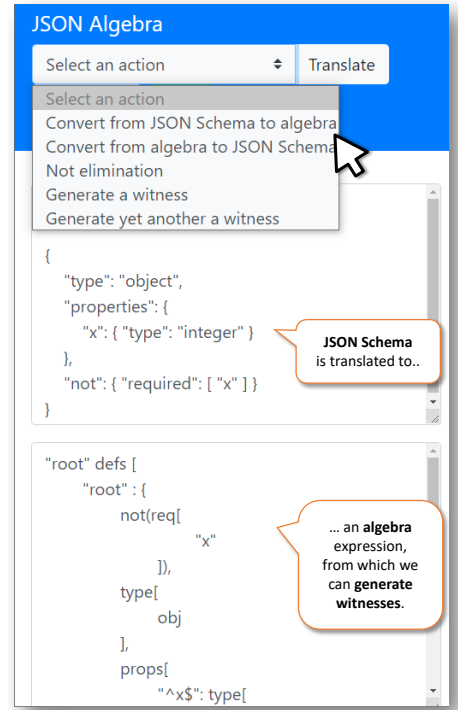 JSON Algebra
Select an action
Translate
Select an action
Convert from JSON Schema to algebra
Convert from algebra to JSON Schema
Not elimination
Generate a witness
Generate yet another a witness
{
"type": "object",
"properties": {
"x": { "type": "integer" }
},
"not": { "required": [ "x" ] }
}
JSON Schema
is translated to..
"root" defs [
"root" : {
not(req[
"x"
]),
type[
obj
],
props[
"^x$": type[
... an algebra
expression,
from which we
can generate
witnesses.